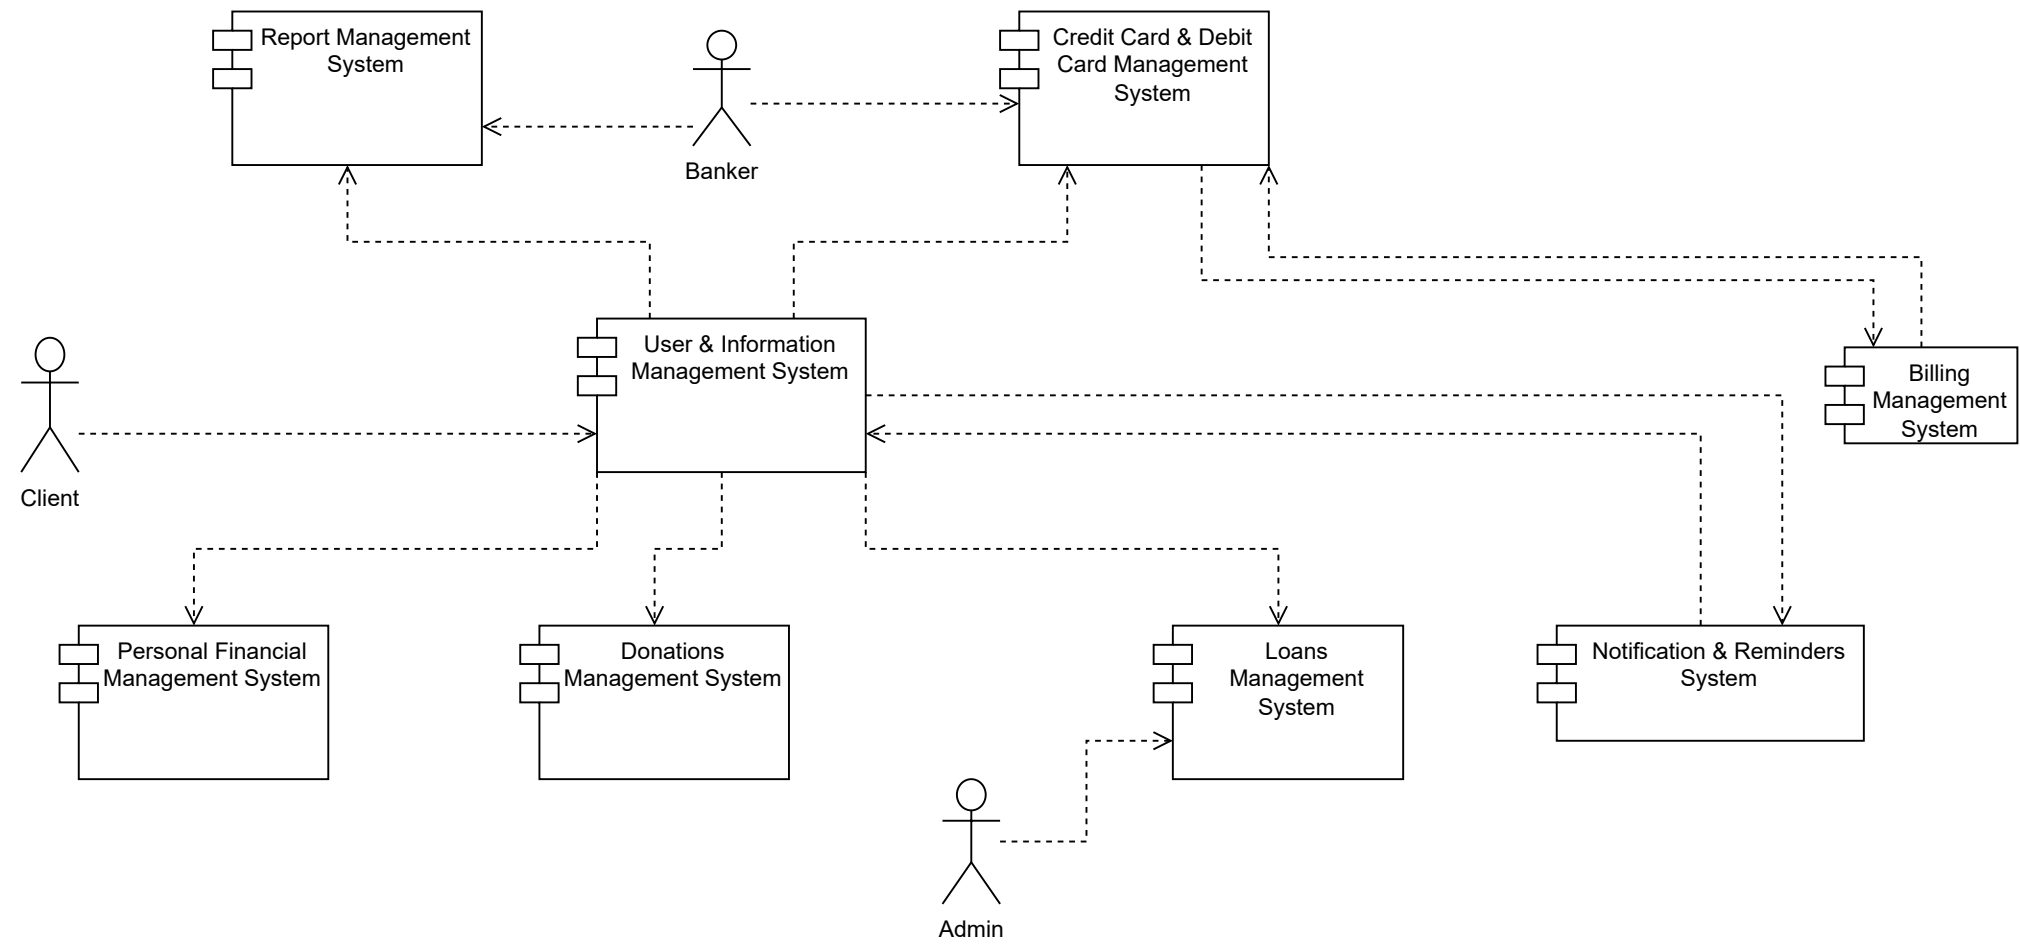 Report Management
System
Banker
Credit Card & Debit
Card Management
System
User & Information
Management System
Client
Billing
Management
System
Personal Financial
Management System
Donations
Management System
Loans
Management
System
Notification & Reminders
System
Admin